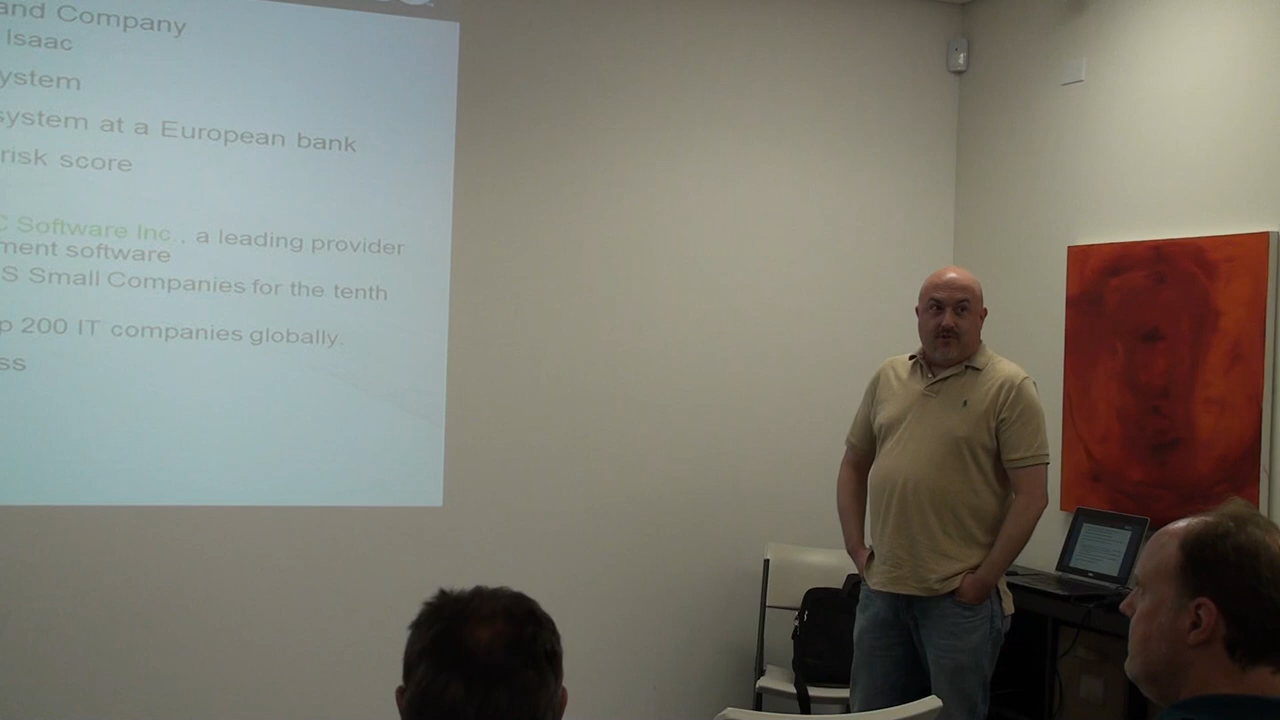 and Company
Isaac
ystem
system at a European bank
risk score
C Software Inc., a leading provider
ment software
S Small Companies for the tenth
p 200 IT companies globally.
ss